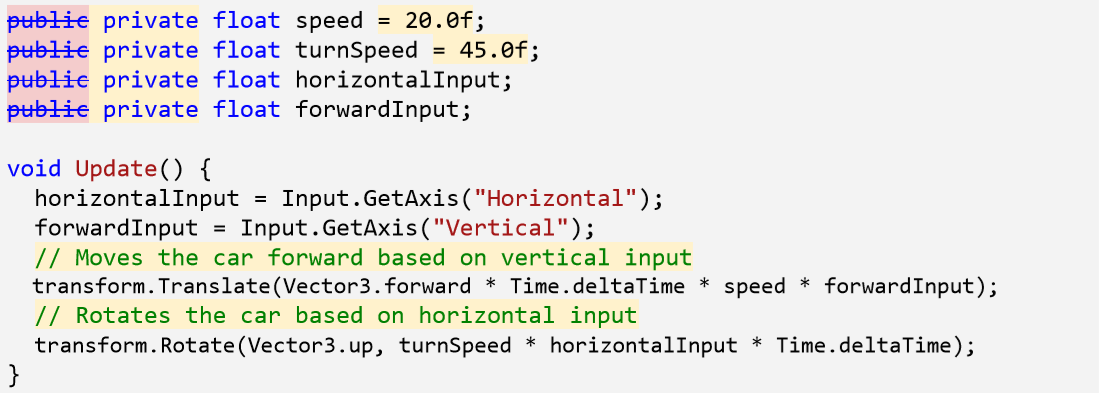 public private float speed = 20.0f;
public private float turnSpeed = 45.0f;
public private float horizontalInput;
public private float forwardInput;
void Update() {
horizontalInput = Input.GetAxis("Horizontal");
forwardInput = Input.GetAxis("Vertical");
// Moves the car forward based on vertical input
transform.Translate(Vector3.forward * Time.deltaTime * speed * forwardInput);
// Rotates the car based on horizontal input
transform.Rotate(Vector3.up, turnSpeed * horizontalInput * Time.deltaTime);
}